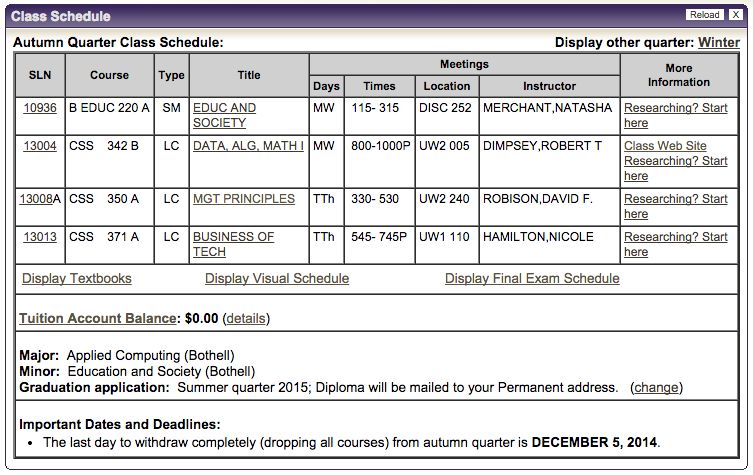 Class Schedule
Reload X
Autumn Quarter Class Schedule:
Display other quarter: Winter
SLN Course Type Title Meetings More Information
Days Times Location Instructor
10936 B EDUC 220 A SM EDUC AND MW 115- 315 DISC 252 MERCHANT,NATASHA Researching? Start
SOCIETY here
13004 CSS 342 B LC DATA, ALG, MATH I MW 800-1000P UW2 005 DIMPSEY,ROBERT T Class Web Site
Researching? Start
here
13008A CSS 350 A LC MGT PRINCIPLES TTh 330- 530 UW2 240 ROBISON,DAVID F. Researching? Start
here
13013 CSS 371 A LC BUSINESS OF TTh 545- 745P UW1 110 HAMILTON,NICOLE Researching? Start
TECH here
Display Textbooks Display Visual Schedule Display Final Exam Schedule
Tuition Account Balance: $0.00 (details)
Major: Applied Computing (Bothell)
Minor: Education and Society (Bothell)
Graduation application: Summer quarter 2015; Diploma will be mailed to your Permanent address. (change)
Important Dates and Deadlines:
• The last day to withdraw completely (dropping all courses) from autumn quarter is DECEMBER 5, 2014.